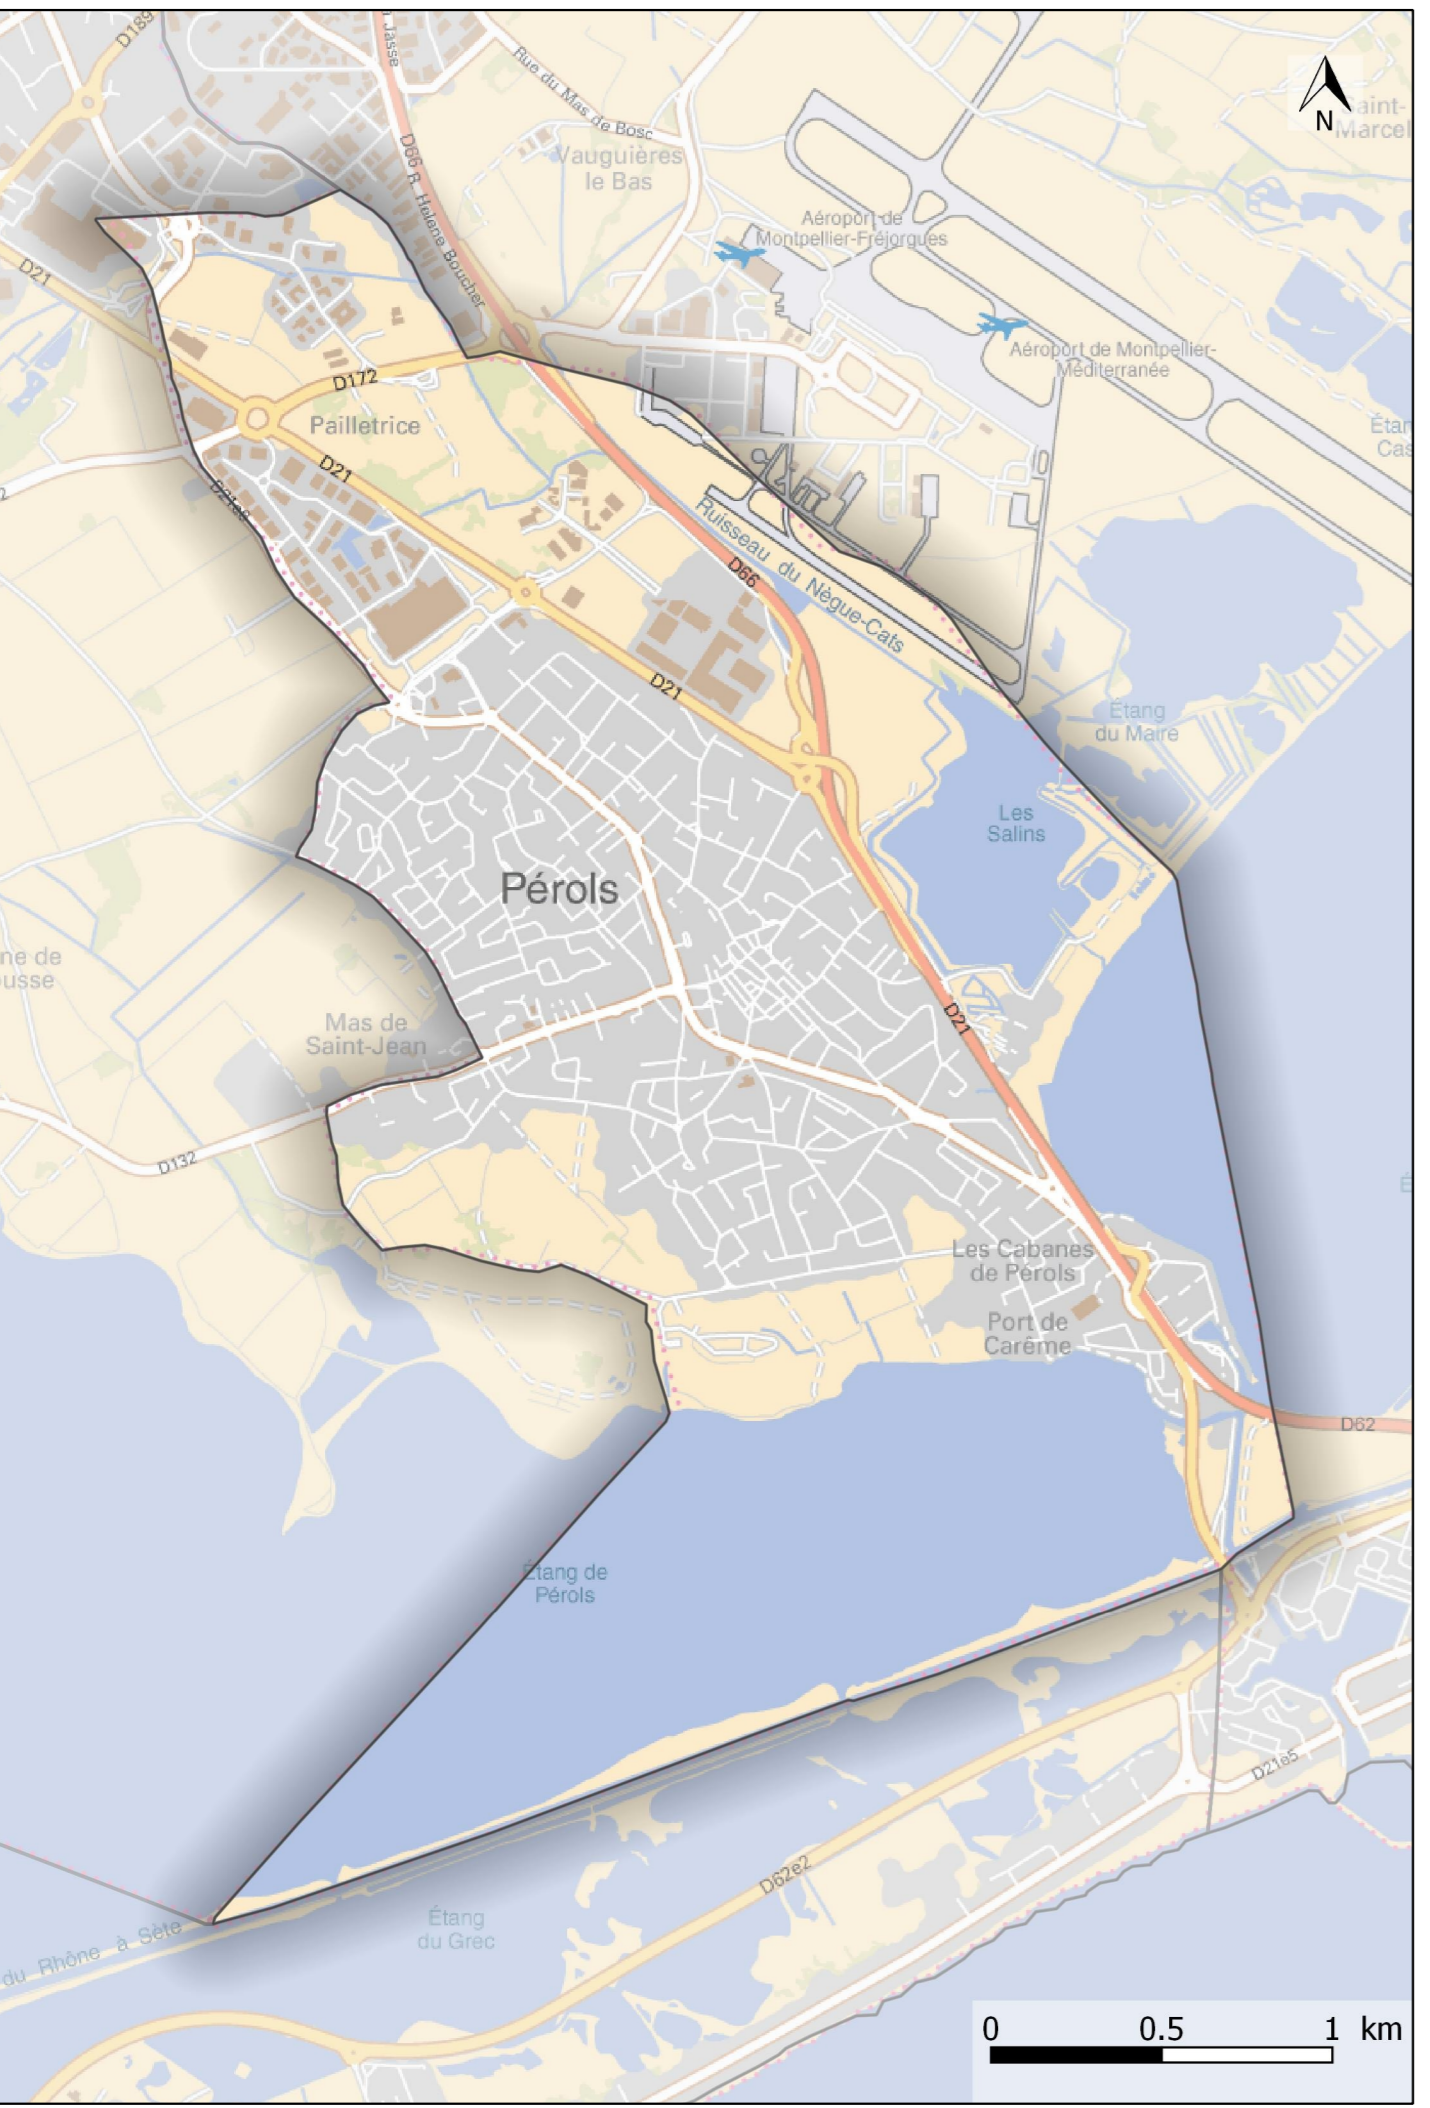 D189
Jasse
Rue du Mas de Bosc
Saint-
Marcel
N
D66 R. Helene Boucher
Vauguières
le Bas
Aéroport de
Montpellier-Fréjorgues
D21
Aéroport de Montpellier-
Méditerranée
D172
Pailletrice
D21
D21e8
Ruisseau du Nègue-Cats
D66
D21
Étang
du Maire
Les
Salins
Pérols
Mas de
Saint-Jean
D21
D132
Les Cabanes
de Pérols
Port de
Carême
D62
Étang de
Pérols
D21e5
D62e2
Étang
du Grec
du Rhône à Sète
0 0.5 1 km